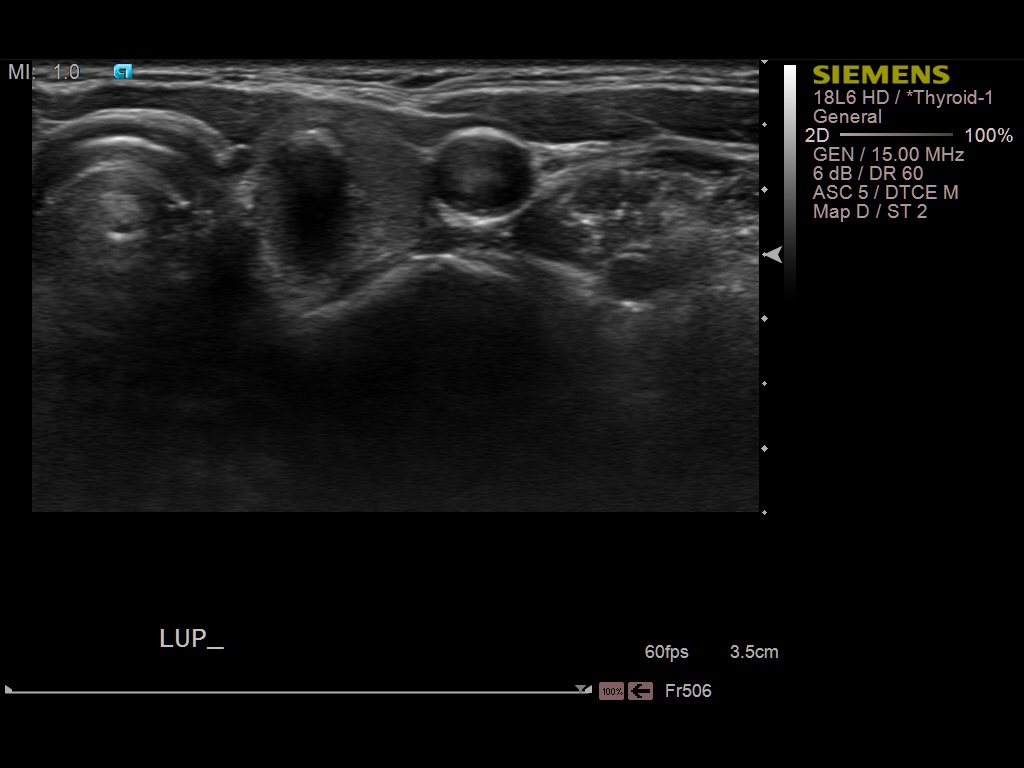 MI: 1.0
SIEMENS
18L6 HD / *Thyroid-1
General
2D 100%
GEN / 15.00 MHz
6 dB / DR 60
ASC 5 / DTCE M
Map D / ST 2
LUP_
60fps 3.5cm
100% Fr506